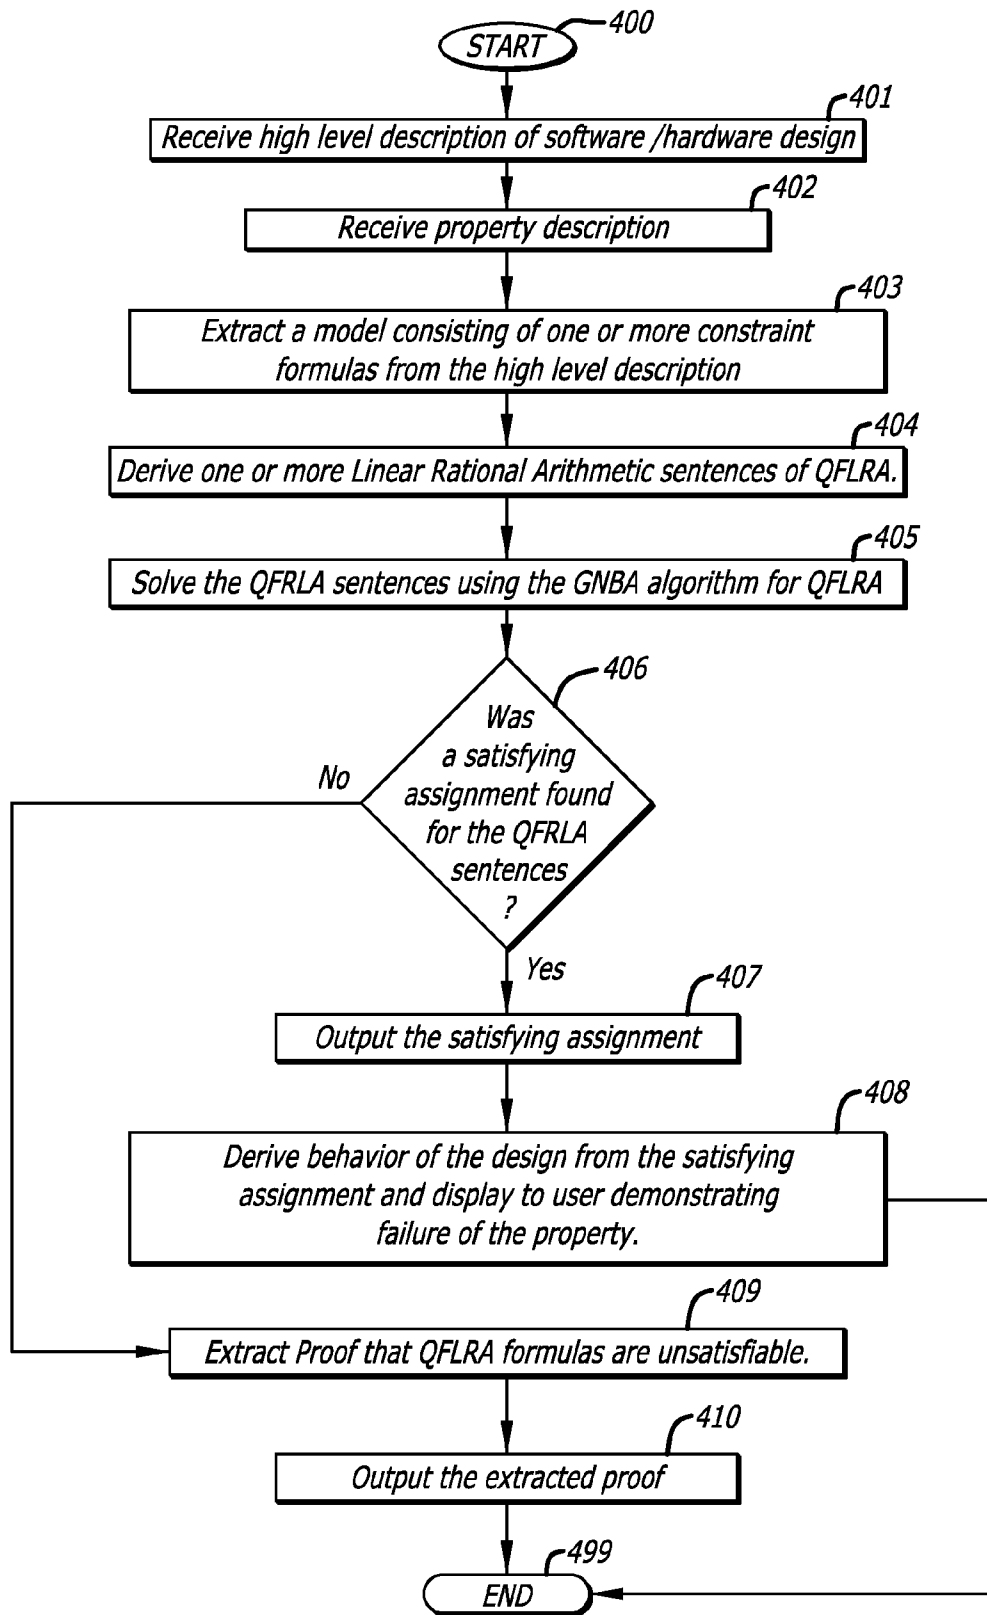 400
START
401
Receive high level description of software /hardware design
402
Receive property description
403
Extract a model consisting of one or more constraint
formulas from the high level description
404
Derive one or more Linear Rational Arithmetic sentences of QFLRA.
405
Solve the QFRLA sentences using the GNBA algorithm for QFLRA
406
Was
a satisfying
assignment found
for the QFRLA
sentences
?
No
Yes
407
Output the satisfying assignment
408
Derive behavior of the design from the satisfying
assignment and display to user demonstrating
failure of the property.
409
Extract Proof that QFLRA formulas are unsatisfiable.
410
Output the extracted proof
499
END